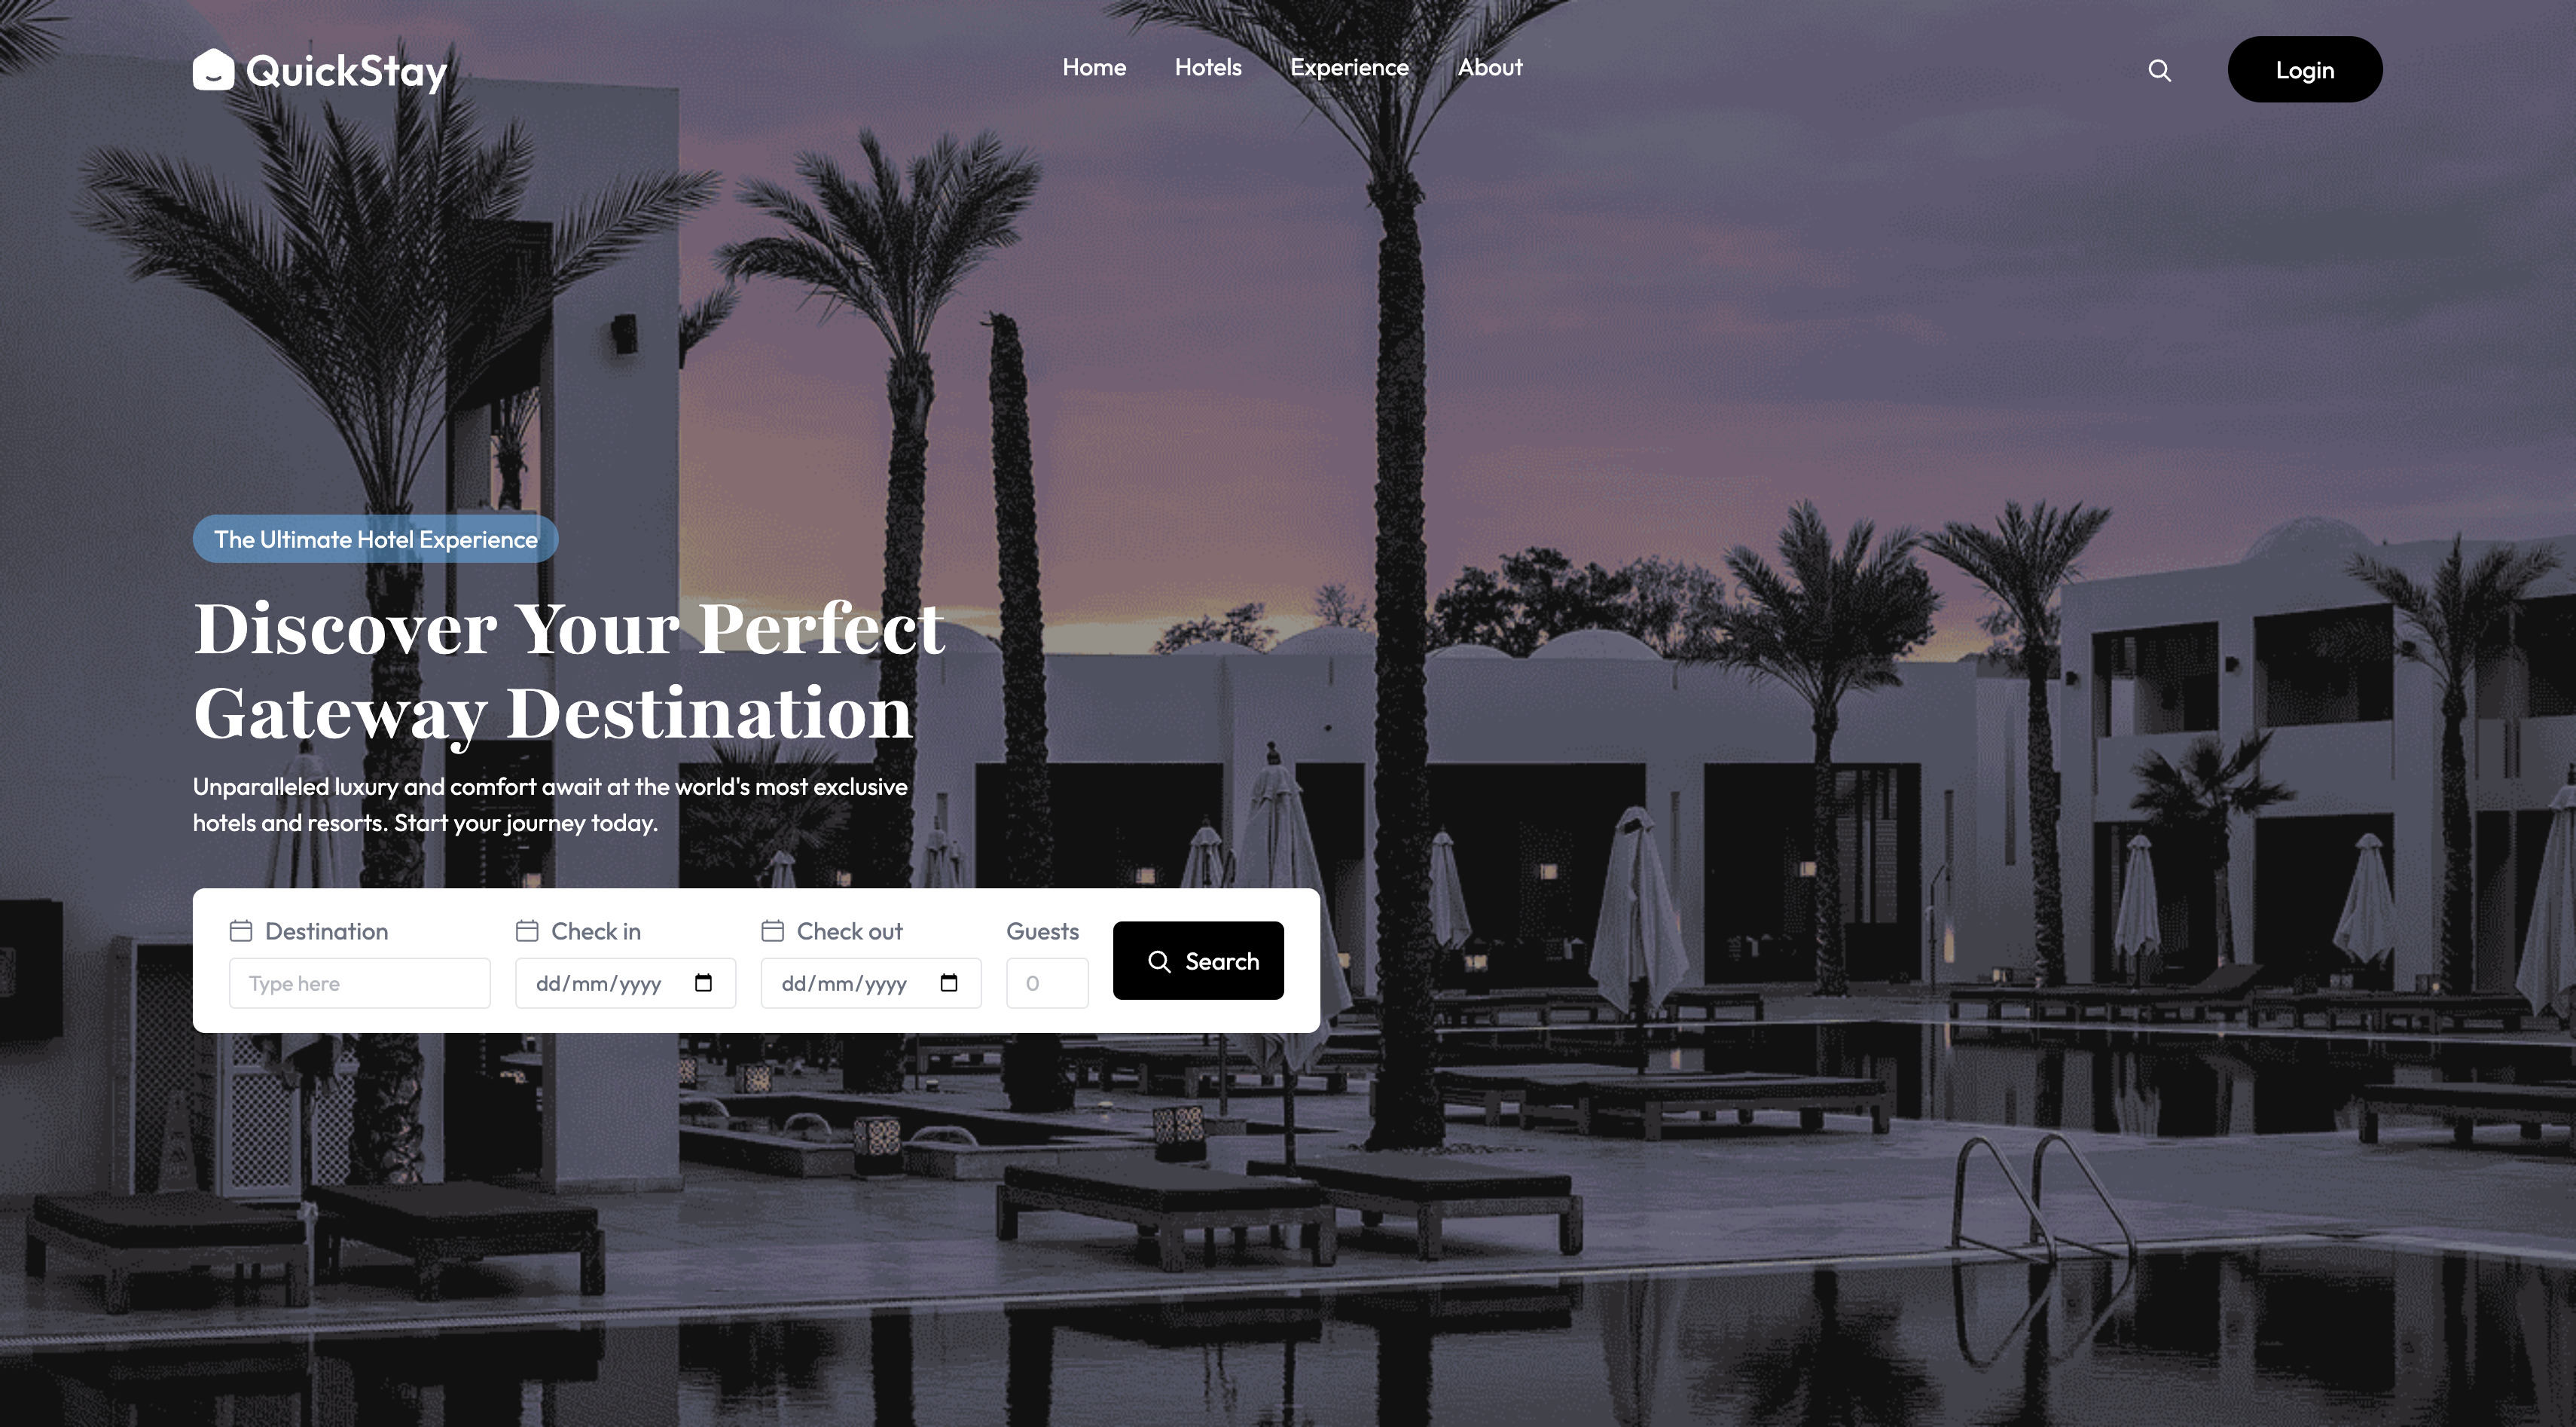 QuickStay
Home Hotels Experience About
Login
The Ultimate Hotel Experience
Discover Your Perfect
Gateway Destination
Unparalleled luxury and comfort await at the world's most exclusive
hotels and resorts. Start your journey today.
Destination Check in Check out Guests
Type here dd/mm/yyyy dd/mm/yyyy 0
Search